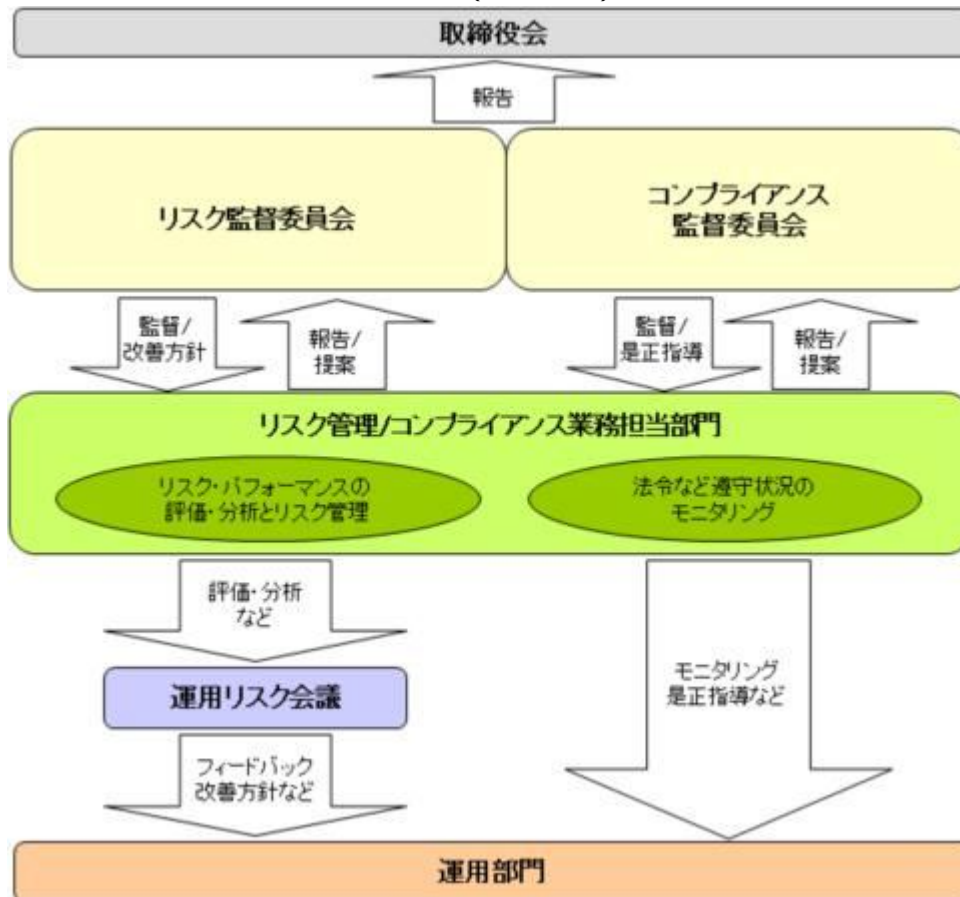 取締役会
報告
リスク監督委員会
コンプライアンス
監督委員会
監督/
改善方針
報告/
提案
監督/
是正指導
報告/
提案
リスク管理/コンプライアンス業務担当部門
リスク・パフォーマンスの
評価・分析とリスク管理
法令など遵守状況の
モニタリング
評価・分析
など
運用リスク会議
フィードバック
改善方針など
モニタリング
是正指導など
運用部門